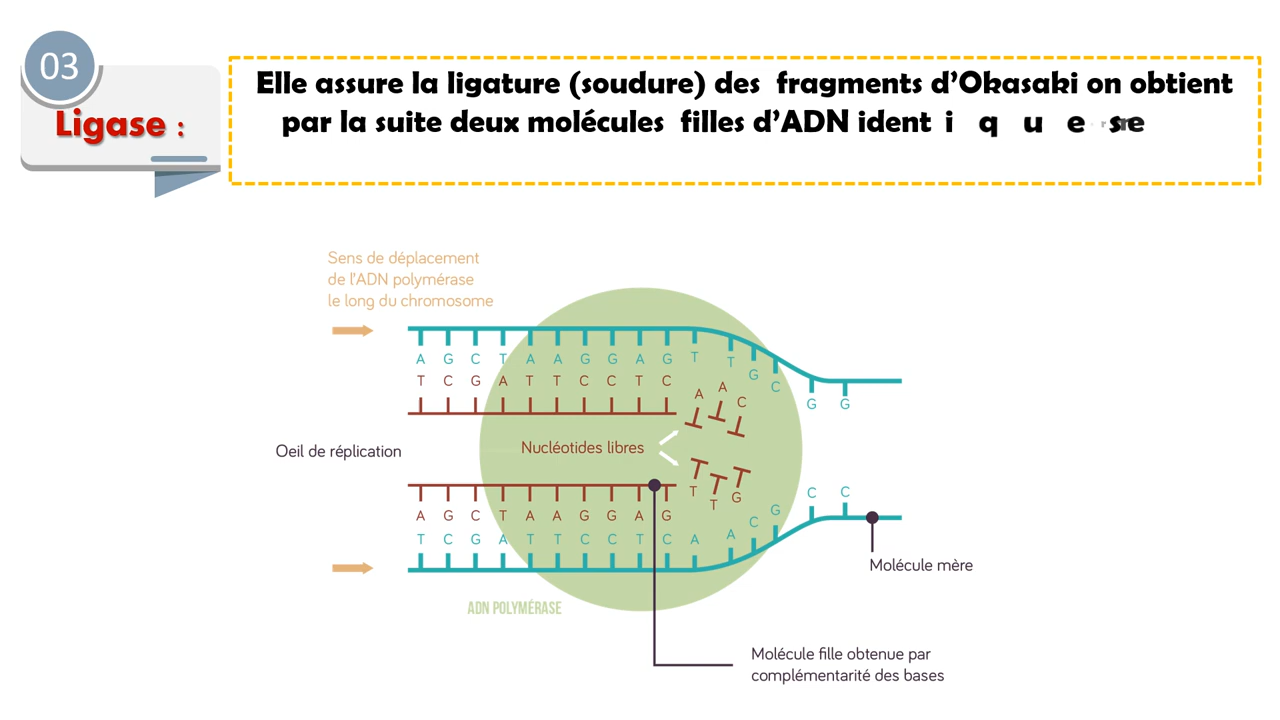 03
Ligase :
Elle assure la ligature (soudure) des fragments d'Okasaki on obtient
par la suite deux molécules filles d'ADN identique
Sens de déplacement
de l'ADN polymérase
le long du chromosome
A G C T A A G G A G T T G C G G
T C G A T T C C T C A A C
Oeil de réplication
Nucléotides libres
T T G
A G C T A A G G A G
T C G A T T C C T C A A C G C C
Molécule mère
ADN POLYMÉRASE
Molécule fille obtenue par
complémentarité des bases